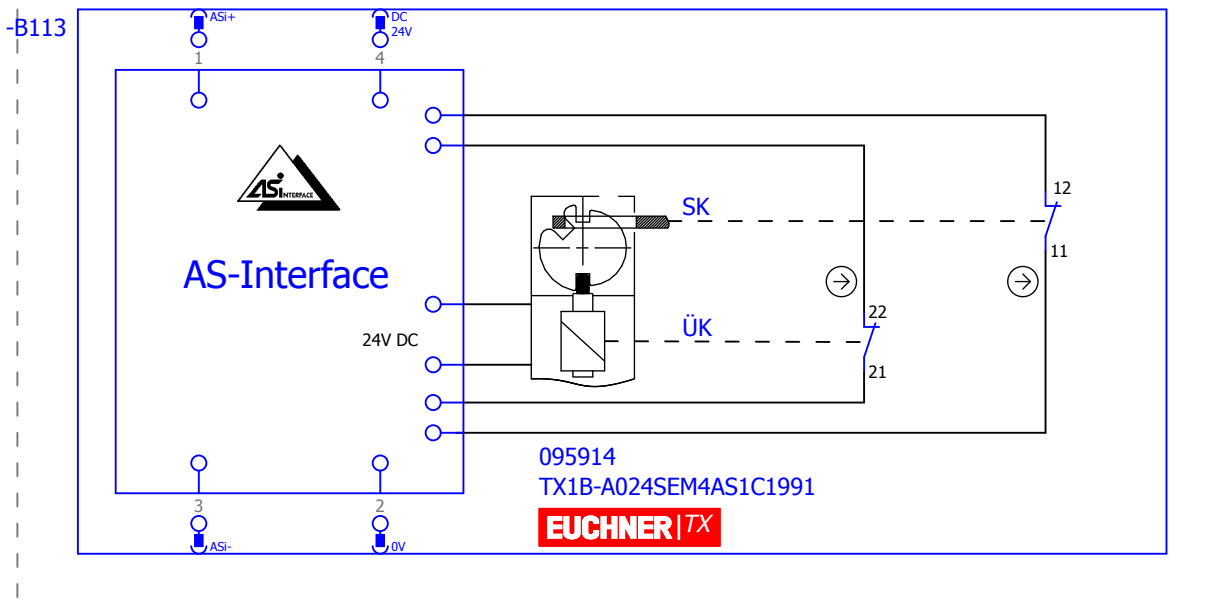 -B113
ASi+
DC
24V
1
4
ASi
INTERFACE
AS-Interface
24V DC
SK
ÜK
12
11
22
21
095914
TX1B-A024SEM4AS1C1991
EUCHNER|TX
3
2
ASi-
0V